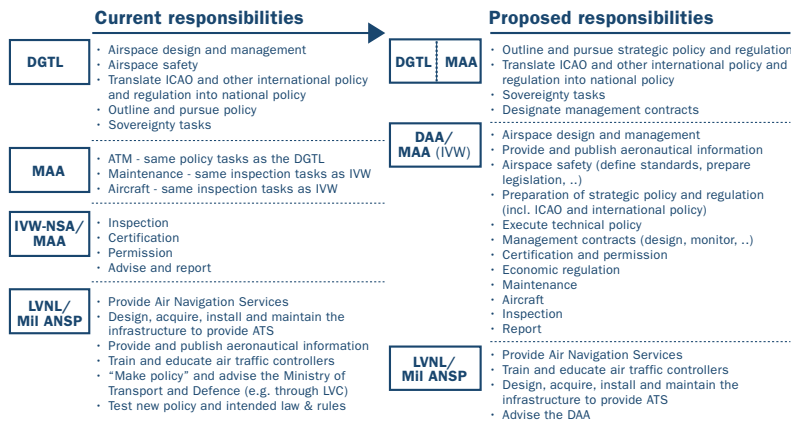 Current responsibilities
DGTL
• Airspace design and management
• Airspace safety
• Translate ICAO and other international policy
and regulation into national policy
• Outline and pursue policy
• Sovereignty tasks
MAA
• ATM - same policy tasks as the DGTL
• Maintenance - same inspection tasks as IVW
• Aircraft - same inspection tasks as IVW
IVW-NSA/
MAA
• Inspection
• Certification
• Permission
• Advise and report
LVNL/
Mil ANSP
• Provide Air Navigation Services
• Design, acquire, install and maintain the
infrastructure to provide ATS
• Provide and publish aeronautical information
• Train and educate air traffic controllers
• “Make policy” and advise the Ministry of
Transport and Defence (e.g. through LVC)
• Test new policy and intended law & rules
Proposed responsibilities
DGTL MAA
• Outline and pursue strategic policy and regulation
• Translate ICAO and other international policy and
regulation into national policy
• Sovereignty tasks
• Designate management contracts
DAA/
MAA (IVW)
• Airspace design and management
• Provide and publish aeronautical information
• Airspace safety (define standards, prepare
legislation, ..)
• Preparation of strategic policy and regulation
(incl. ICAO and international policy)
• Execute technical policy
• Management contracts (design, monitor, ..)
• Certification and permission
• Economic regulation
• Maintenance
• Aircraft
• Inspection
• Report
LVNL/
Mil ANSP
• Provide Air Navigation Services
• Train and educate air traffic controllers
• Design, acquire, install and maintain the
infrastructure to provide ATS
• Advise the DAA